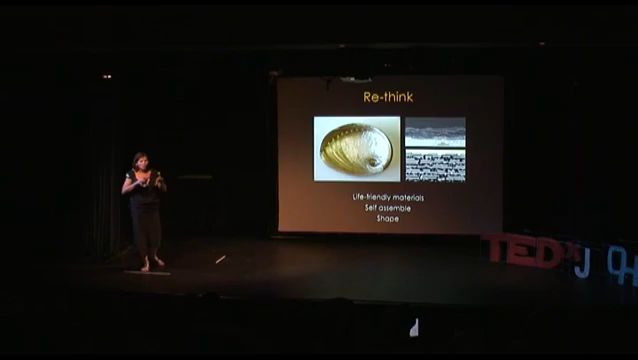 Re-think
Life-friendly materials
Self assemble
Shape
TEDx